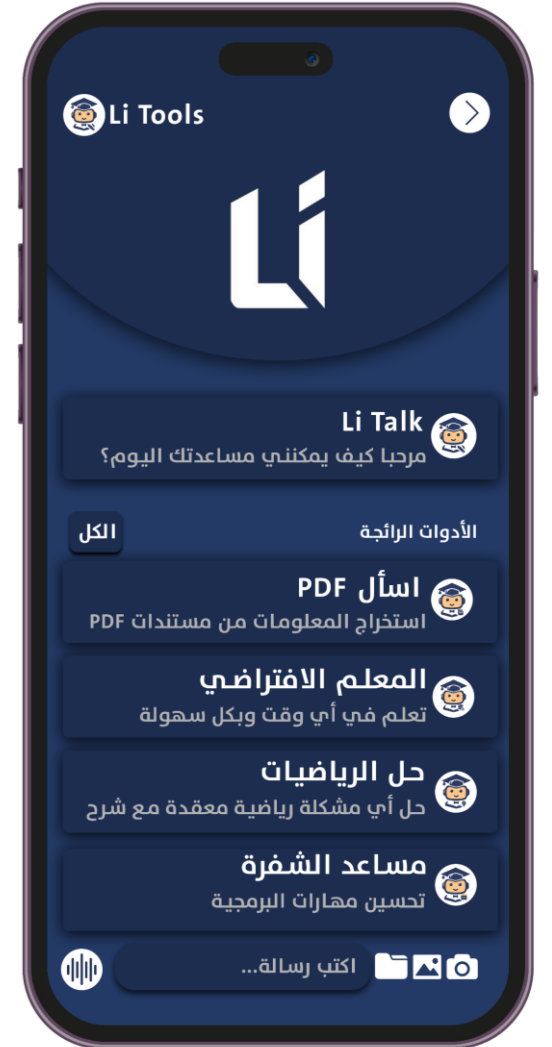 Li Tools
Li
Li Talk
مرحبا كيف يمكنني مساعدتك اليوم؟
الأدوات الرائجة
الكل
اسأل PDF
استخراج المعلومات من مستندات PDF
المعلم الافتراضي
تعلم في أي وقت وبكل سهولة
حل الرياضيات
حل أي مشكلة رياضية معقدة مع شرح
مساعد الشفرة
تحسين مهارات البرمجية
اكتب رسالة...